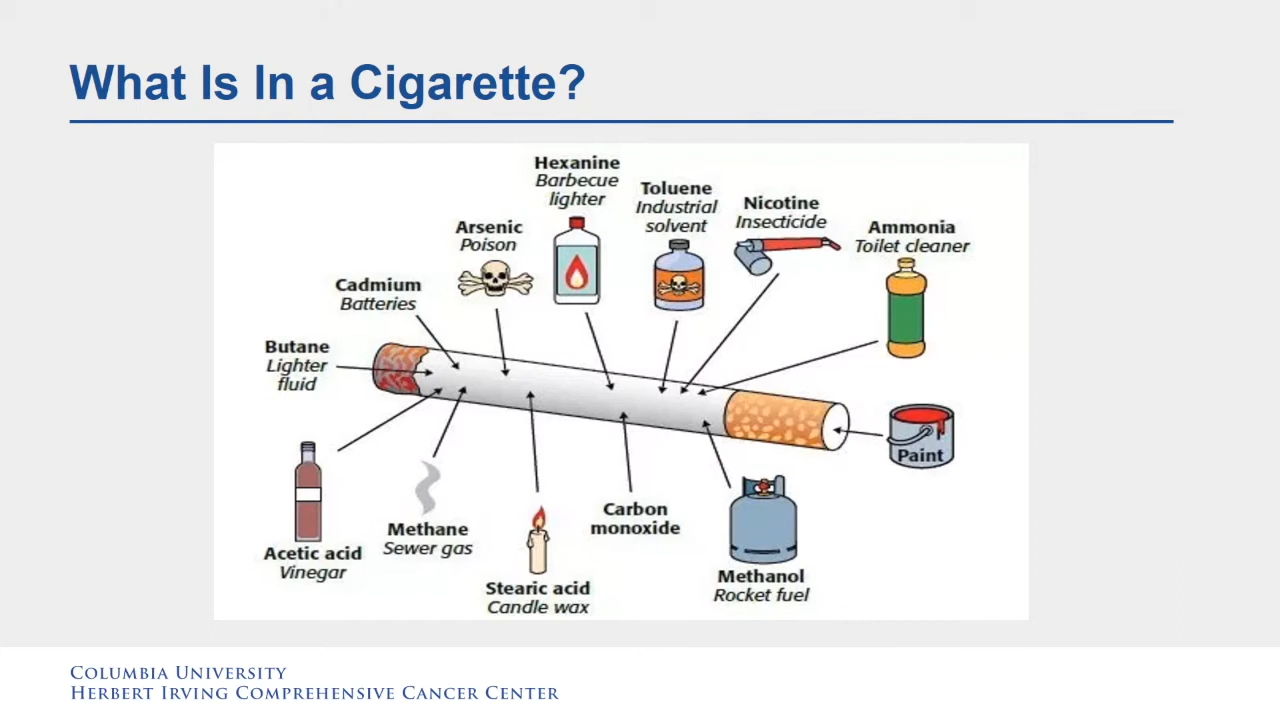 What Is In a Cigarette?
Hexanine
Barbecue
lighter
Toluene
Industrial
solvent
Nicotine
Insecticide
Arsenic
Poison
Ammonia
Toilet cleaner
Cadmium
Batteries
Butane
Lighter
fluid
Paint
Acetic acid
Vinegar
Methane
Sewer gas
Stearic acid
Candle wax
Carbon
monoxide
Methanol
Rocket fuel
COLUMBIA UNIVERSITY
HERBERT IRVING COMPREHENSIVE CANCER CENTER